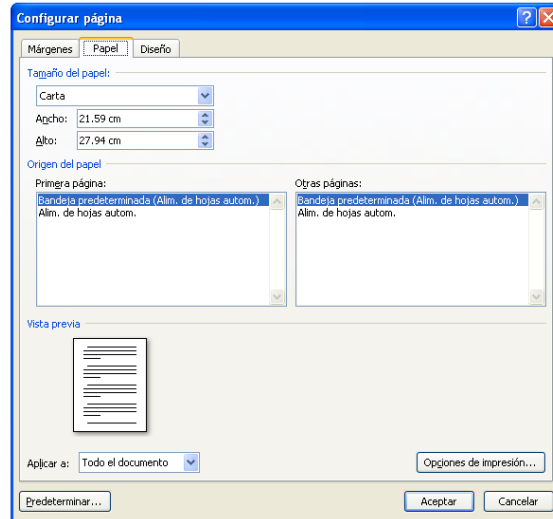 Configurar página
Márgenes Papel Diseño
Tamaño del papel:
Carta
Ancho: 21.59 cm
Alto: 27.94 cm
Origen del papel
Primera página: Otras páginas:
Bandeja predeterminada (Alim. de hojas autom.) Bandeja predeterminada (Alim. de hojas autom.)
Alim. de hojas autom. Alim. de hojas autom.
Vista previa
Aplicar a: Todo el documento Opciones de impresión...
Predeterminar... Aceptar Cancelar